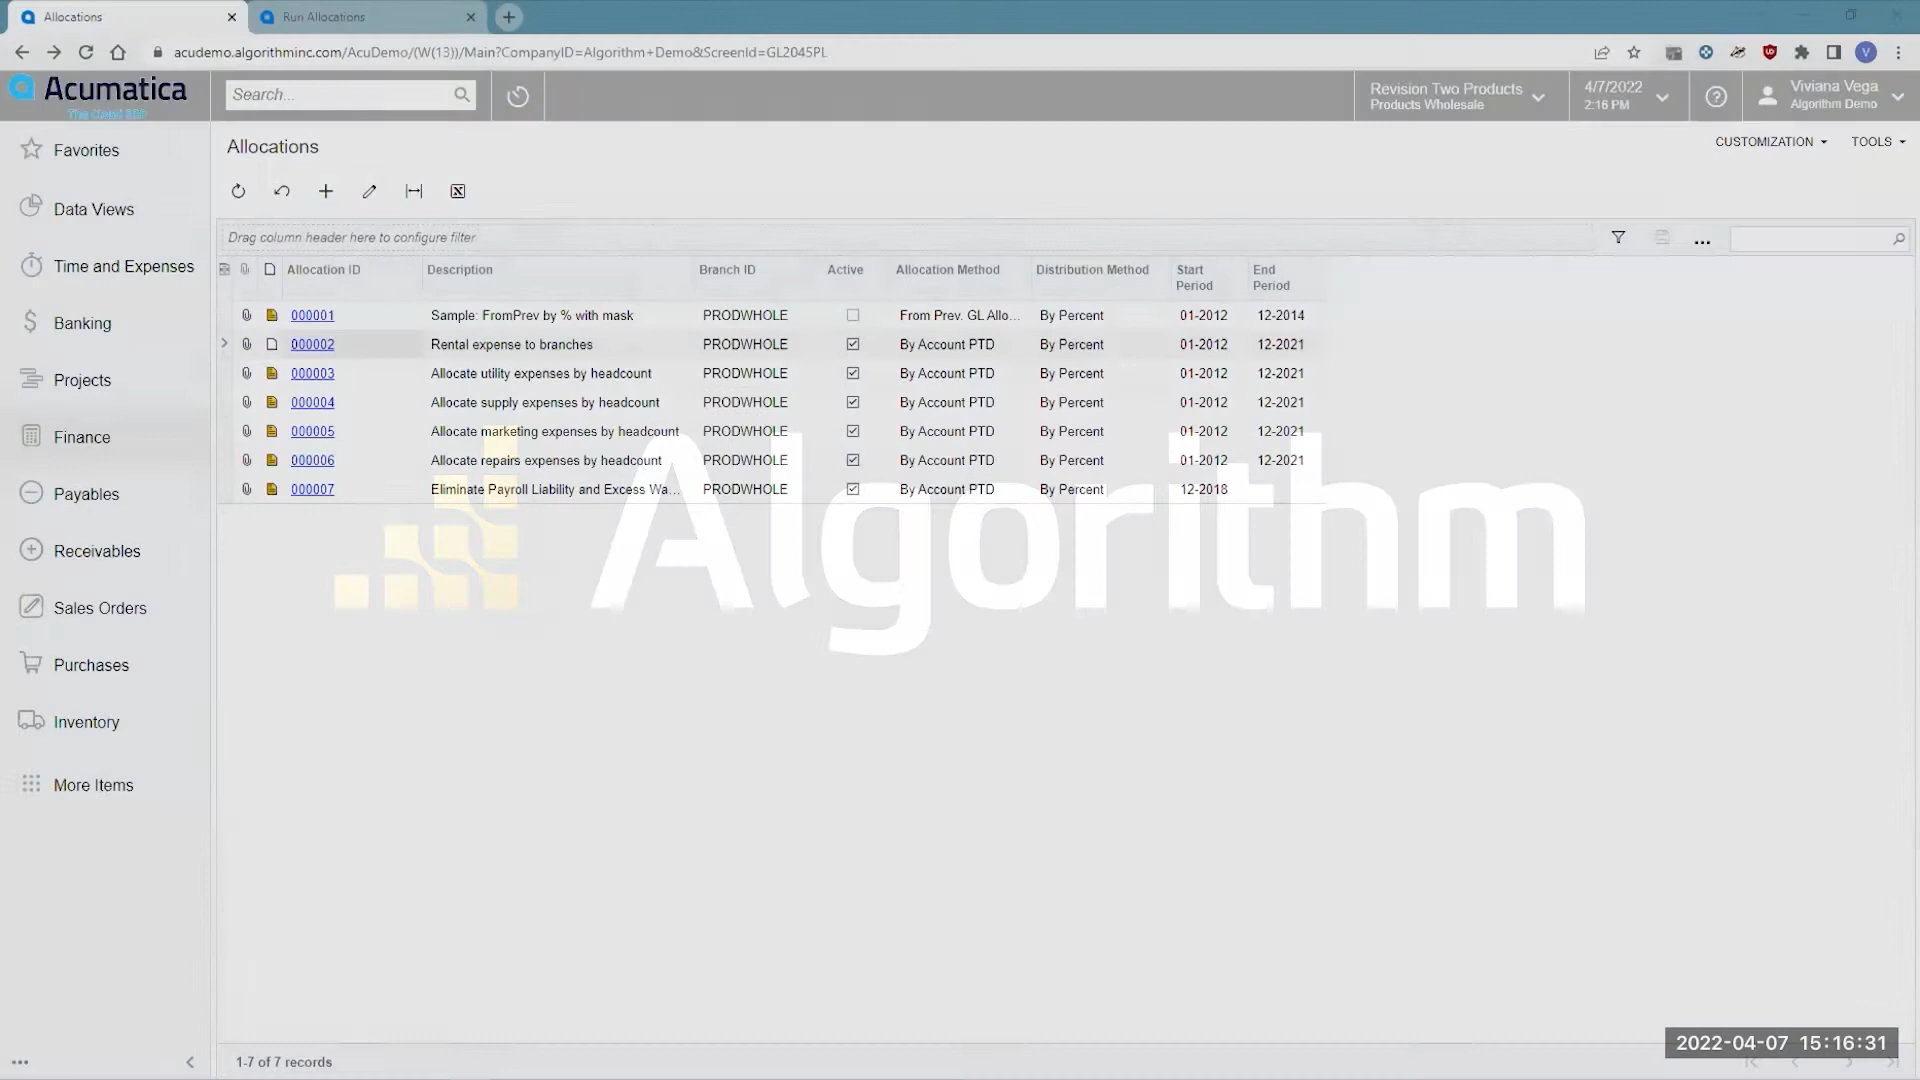 Allocations
Run Allocations
acudemo.algorithminc.com/AcuDemo/(W(13))/Main?CompanyID=Algorithm+Demo&ScreenId=GL2045PL
V
Acumatica
The Cloud ERP
Search...
Revision Two Products
Products Wholesale
4/7/2022
2:16 PM
Viviana Vega
Algorithm Demo
Favorites
Data Views
Time and Expenses
Banking
Projects
Finance
Payables
Receivables
Sales Orders
Purchases
Inventory
More Items
Allocations
CUSTOMIZATION
TOOLS
Drag column header here to configure filter
Allocation ID Description Branch ID Active Allocation Method Distribution Method Start Period End Period
000001 Sample: FromPrev by % with mask PRODWHOLE From Prev. GL Allo... By Percent 01-2012 12-2014
000002 Rental expense to branches PRODWHOLE By Account PTD By Percent 01-2012 12-2021
000003 Allocate utility expenses by headcount PRODWHOLE By Account PTD By Percent 01-2012 12-2021
000004 Allocate supply expenses by headcount PRODWHOLE By Account PTD By Percent 01-2012 12-2021
000005 Allocate marketing expenses by headcount PRODWHOLE By Account PTD By Percent 01-2012 12-2021
000006 Allocate repairs expenses by headcount PRODWHOLE By Account PTD By Percent 01-2012 12-2021
000007 Eliminate Payroll Liability and Excess Wa... PRODWHOLE By Account PTD By Percent 12-2018
Algorithm
1-7 of 7 records
2022-04-07 15:16:31